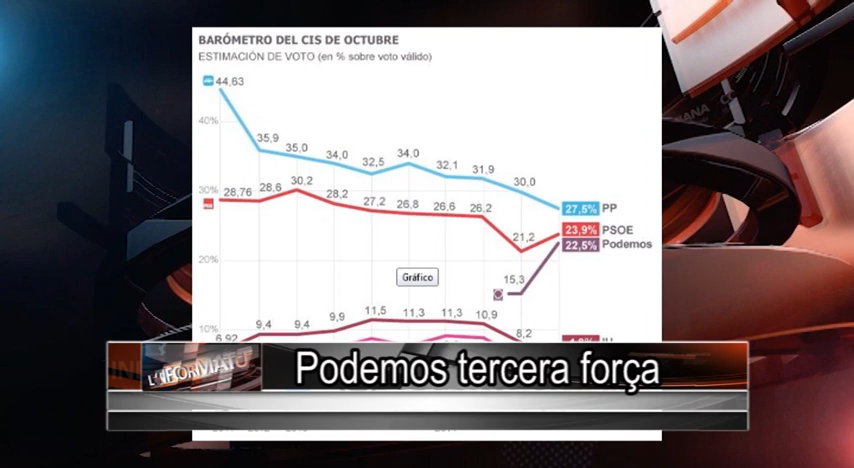 BARÓMETRO DEL CIS DE OCTUBRE
ESTIMACIÓN DE VOTO (en % sobre voto válido)
44,63
40%
35,9 35,0 34,0 32,5 34,0 32,1 31,9 30,0
27,5% PP
30%
28,76 28,6 30,2 28,2 27,2 26,8 26,6 26,2 21,2
23,9% PSOE
22,5% Podemos
20%
15,3
Gráfico
10%
6,92 9,4 9,4 9,9 11,5 11,3 11,3 10,9 8,2
L'INFORMATIU
Podemos tercera força